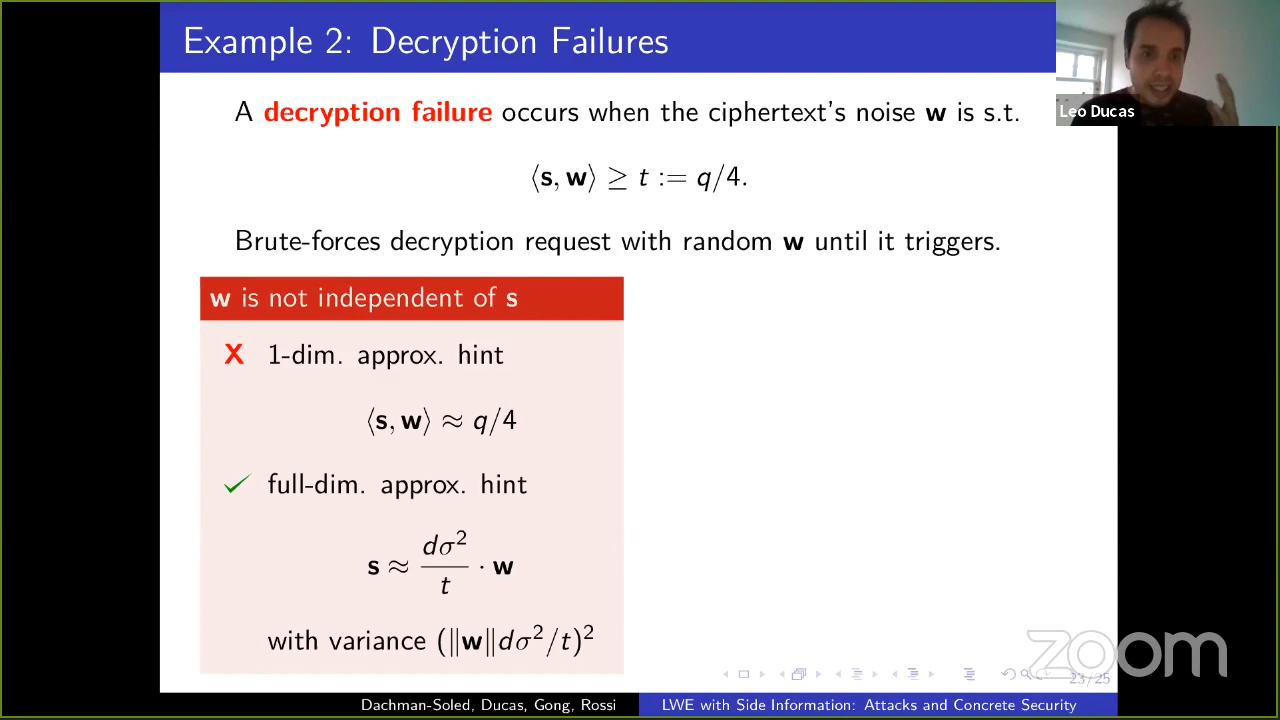 Example 2: Decryption Failures
Leo Ducas
A decryption failure occurs when the ciphertext's noise w is s.t.
⟨s, w⟩ ≥ t := q/4.
Brute-forces decryption request with random w until it triggers.
w is not independent of s
X 1-dim. approx. hint
⟨s, w⟩ ≈ q/4
✓ full-dim. approx. hint
s ≈ dσ²/t · w
with variance (‖w‖dσ²/t)²
zoom
23/25
Dachman-Soled, Ducas, Gong, Rossi
LWE with Side Information: Attacks and Concrete Security